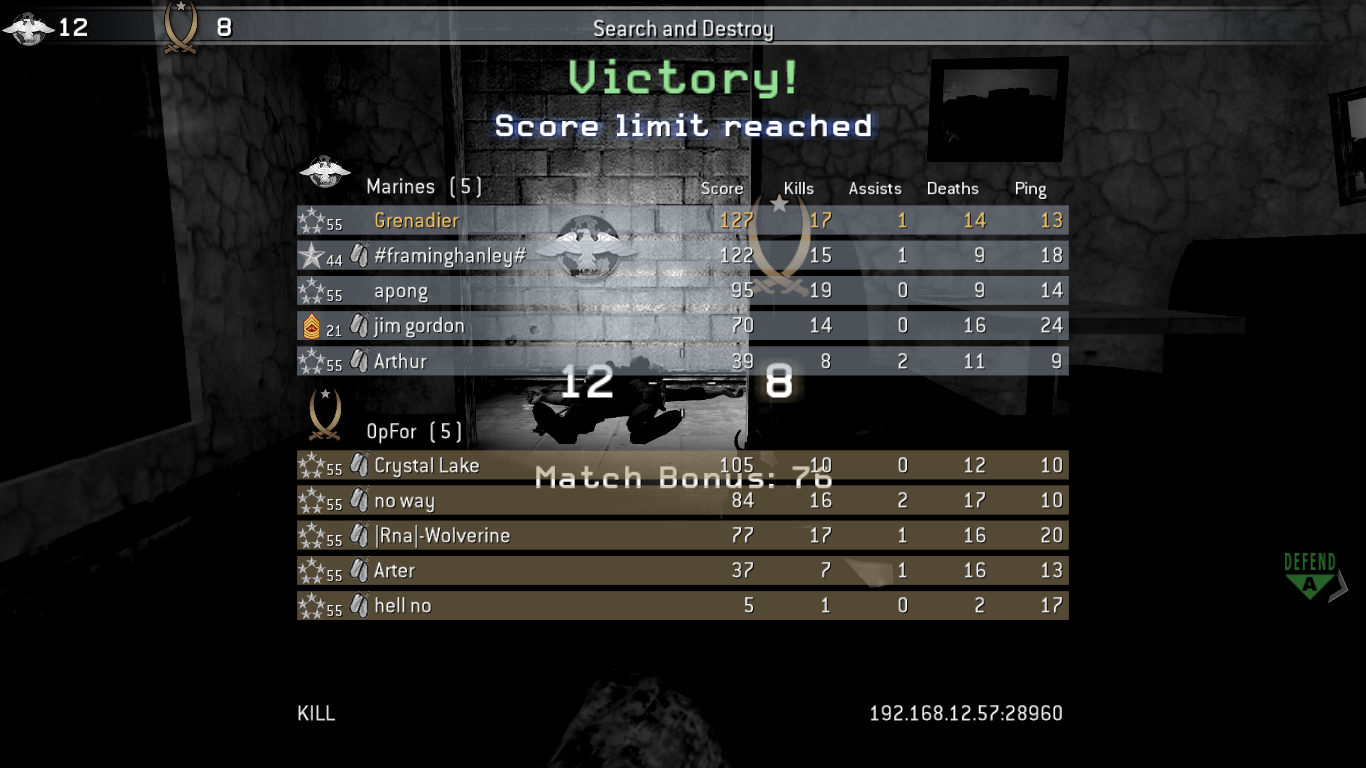 12 8 Search and Destroy
Victory!
Score limit reached
Marines (5) Score Kills Assists Deaths Ping
55 Grenadier 127 17 1 14 13
44 #framinghanley# 122 15 1 9 18
55 apong 95 19 0 9 14
21 jim gordon 70 14 0 16 24
55 Arthur 39 8 2 11 9
12 8
OpFor (5)
55 Crystal Lake 105 10 0 12 10
Match Bonus: 76
55 no way 84 16 2 17 10
55 |Rna|-Wolverine 77 17 1 16 20
55 Arter 37 7 1 16 13
55 hell no 5 1 0 2 17
DEFEND
A
KILL 192.168.12.57:28960